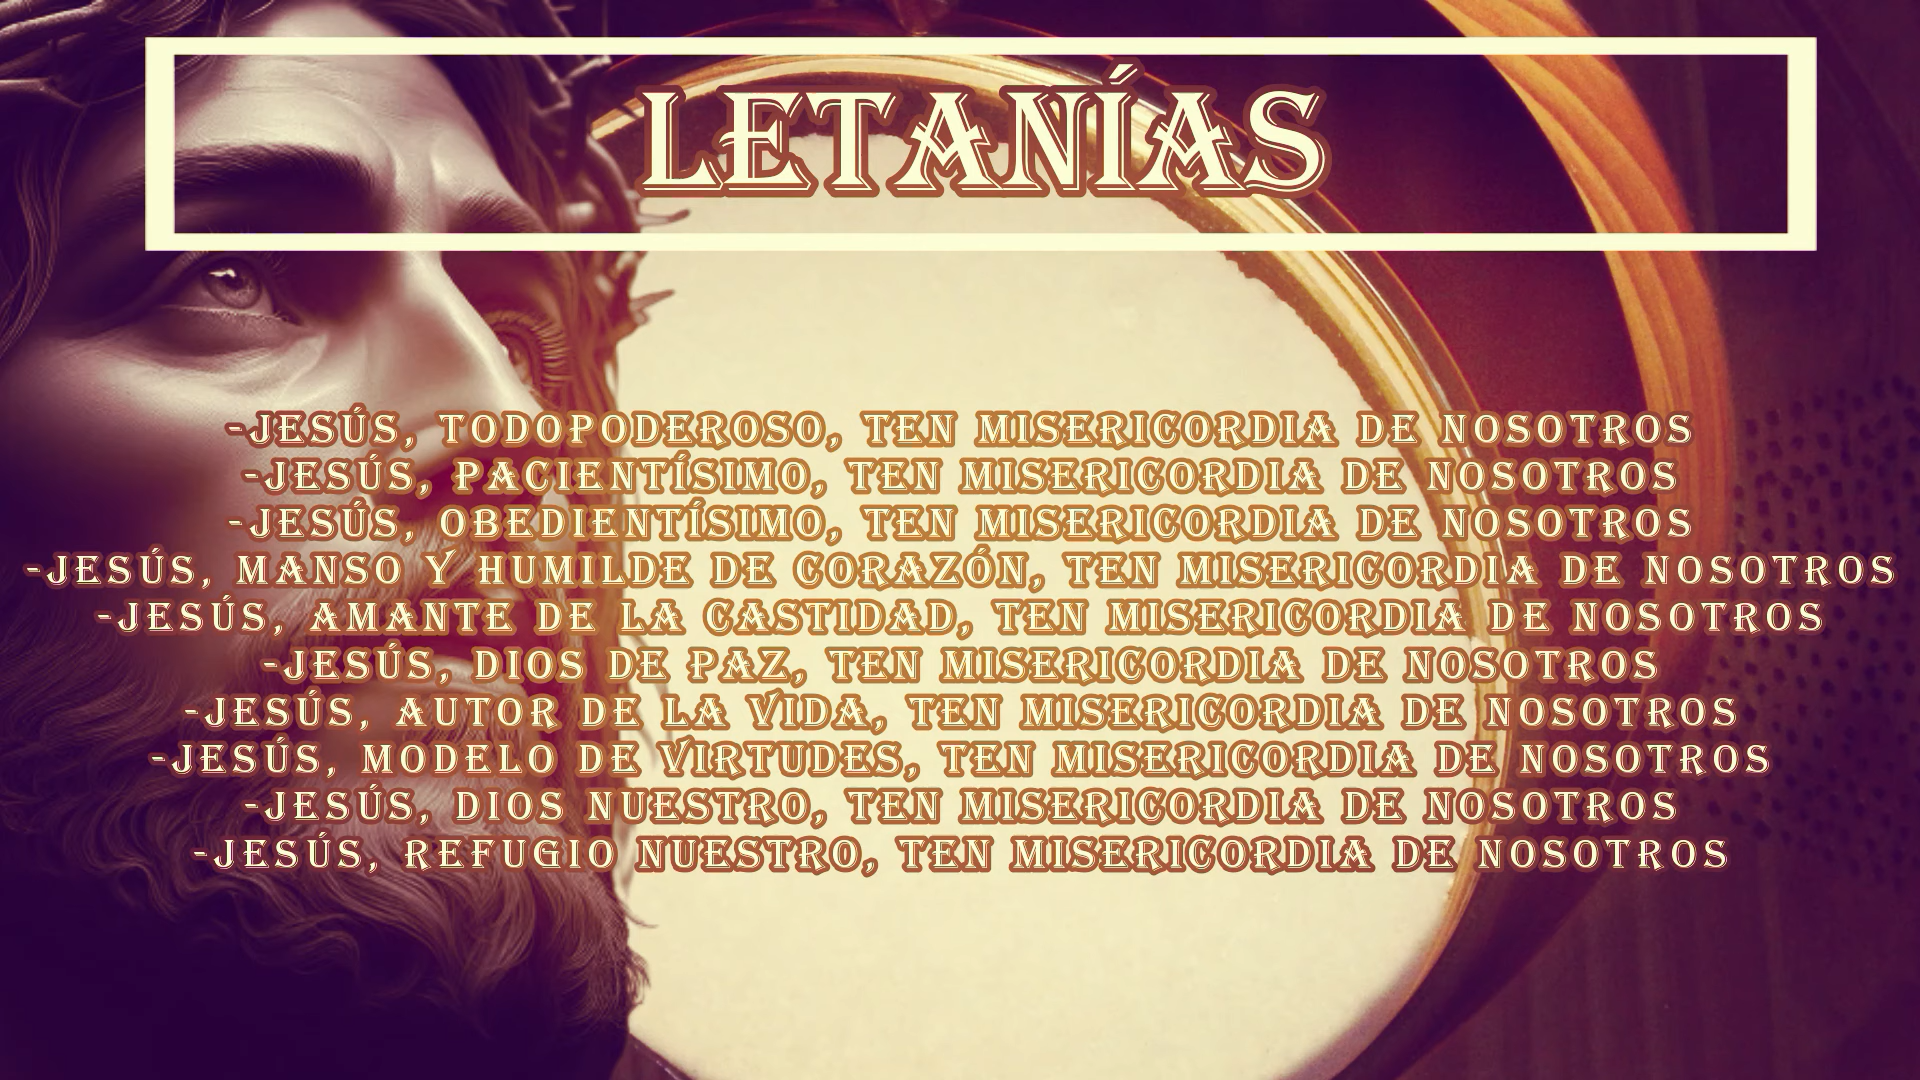 LETANÍAS
-JESÚS, TODOPODEROSO, TEN MISERICORDIA DE NOSOTROS
-JESÚS, PACIENTÍSIMO, TEN MISERICORDIA DE NOSOTROS
-JESÚS, OBEDIENTÍSIMO, TEN MISERICORDIA DE NOSOTROS
-JESÚS, MANSO Y HUMILDE DE CORAZÓN, TEN MISERICORDIA DE NOSOTROS
-JESÚS, AMANTE DE LA CASTIDAD, TEN MISERICORDIA DE NOSOTROS
-JESÚS, DIOS DE PAZ, TEN MISERICORDIA DE NOSOTROS
-JESÚS, AUTOR DE LA VIDA, TEN MISERICORDIA DE NOSOTROS
-JESÚS, MODELO DE VIRTUDES, TEN MISERICORDIA DE NOSOTROS
-JESÚS, DIOS NUESTRO, TEN MISERICORDIA DE NOSOTROS
-JESÚS, REFUGIO NUESTRO, TEN MISERICORDIA DE NOSOTROS